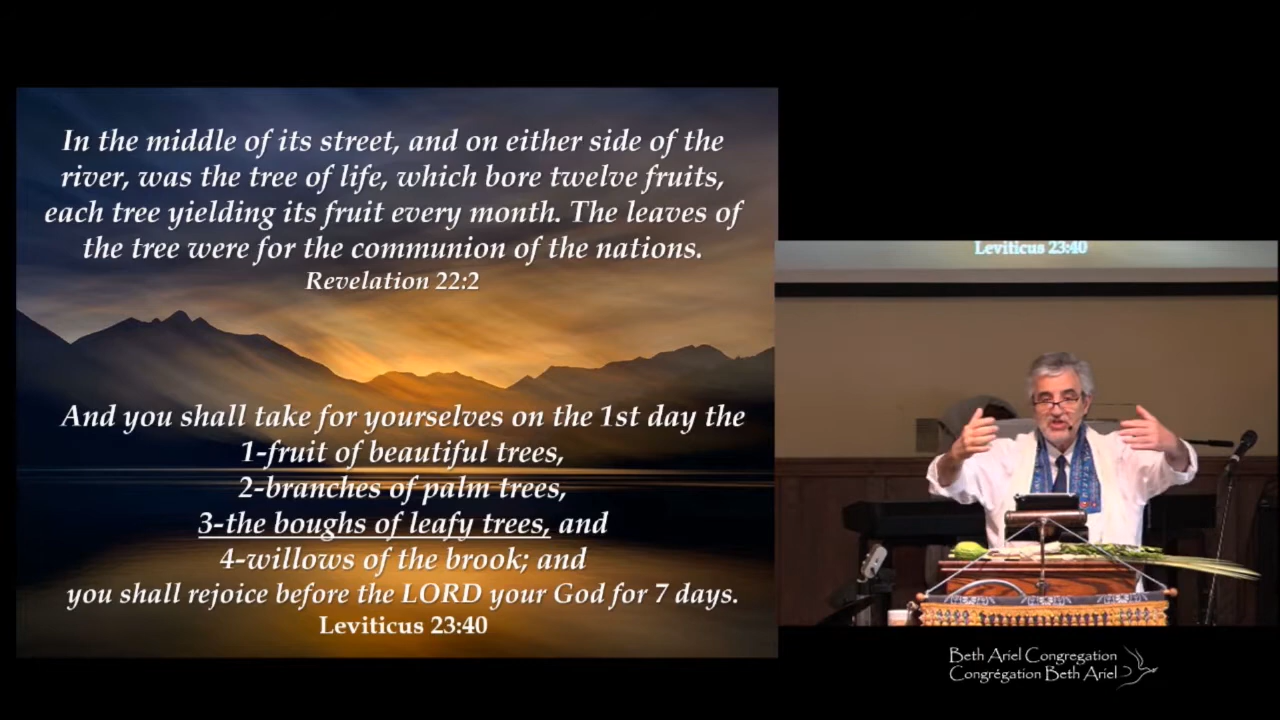 In the middle of its street, and on either side of the
river, was the tree of life, which bore twelve fruits,
each tree yielding its fruit every month. The leaves of
the tree were for the communion of the nations.
Revelation 22:2
And you shall take for yourselves on the 1st day the
1-fruit of beautiful trees,
2-branches of palm trees,
3-the boughs of leafy trees, and
4-willows of the brook; and
you shall rejoice before the LORD your God for 7 days.
Leviticus 23:40
Leviticus 23:40
Beth Ariel Congregation
Congrégation Beth Ariel